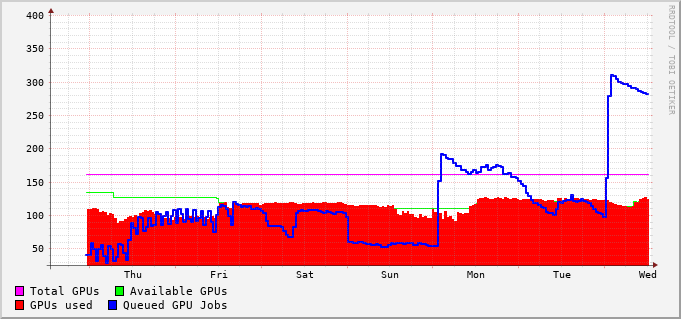 400
350
300
250
200
150
100
50
Thu Fri Sat Sun Mon Tue Wed
Total GPUs Available GPUs
GPUs used Queued GPU Jobs
RRDTOOL / TOBI OETIKER